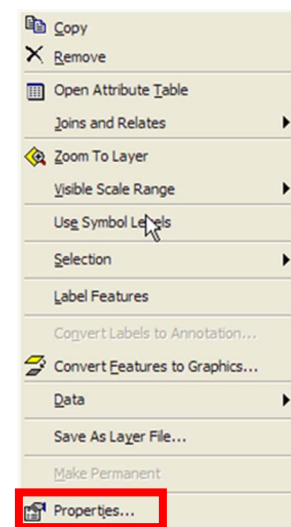 Copy
Remove
Open Attribute Table
Joins and Relates
Zoom To Layer
Visible Scale Range
Use Symbol Levels
Selection
Label Features
Convert Labels to Annotation...
Convert Features to Graphics...
Data
Save As Layer File...
Make Permanent
Properties...